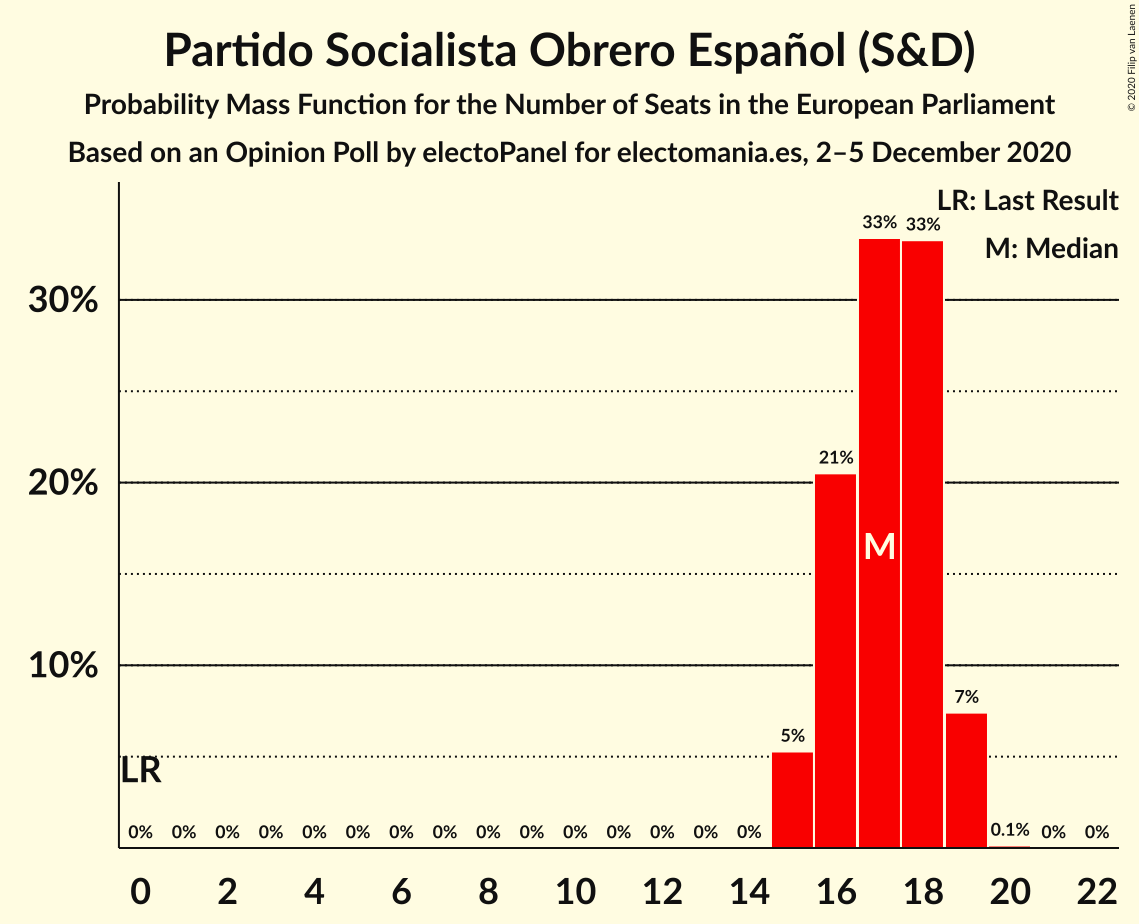 Partido Socialista Obrero Español (S&D)
Probability Mass Function for the Number of Seats in the European Parliament
Based on an Opinion Poll by electoPanel for electomania.es, 2–5 December 2020
© 2020 Filip van Laenen
LR: Last Result
M: Median
33% 33%
30%
21%
20%
M
10%
7%
5%
LR
0% 0% 0% 0% 0% 0% 0% 0% 0% 0% 0% 0% 0% 0% 0% 0.1% 0% 0%
0 2 4 6 8 10 12 14 16 18 20 22